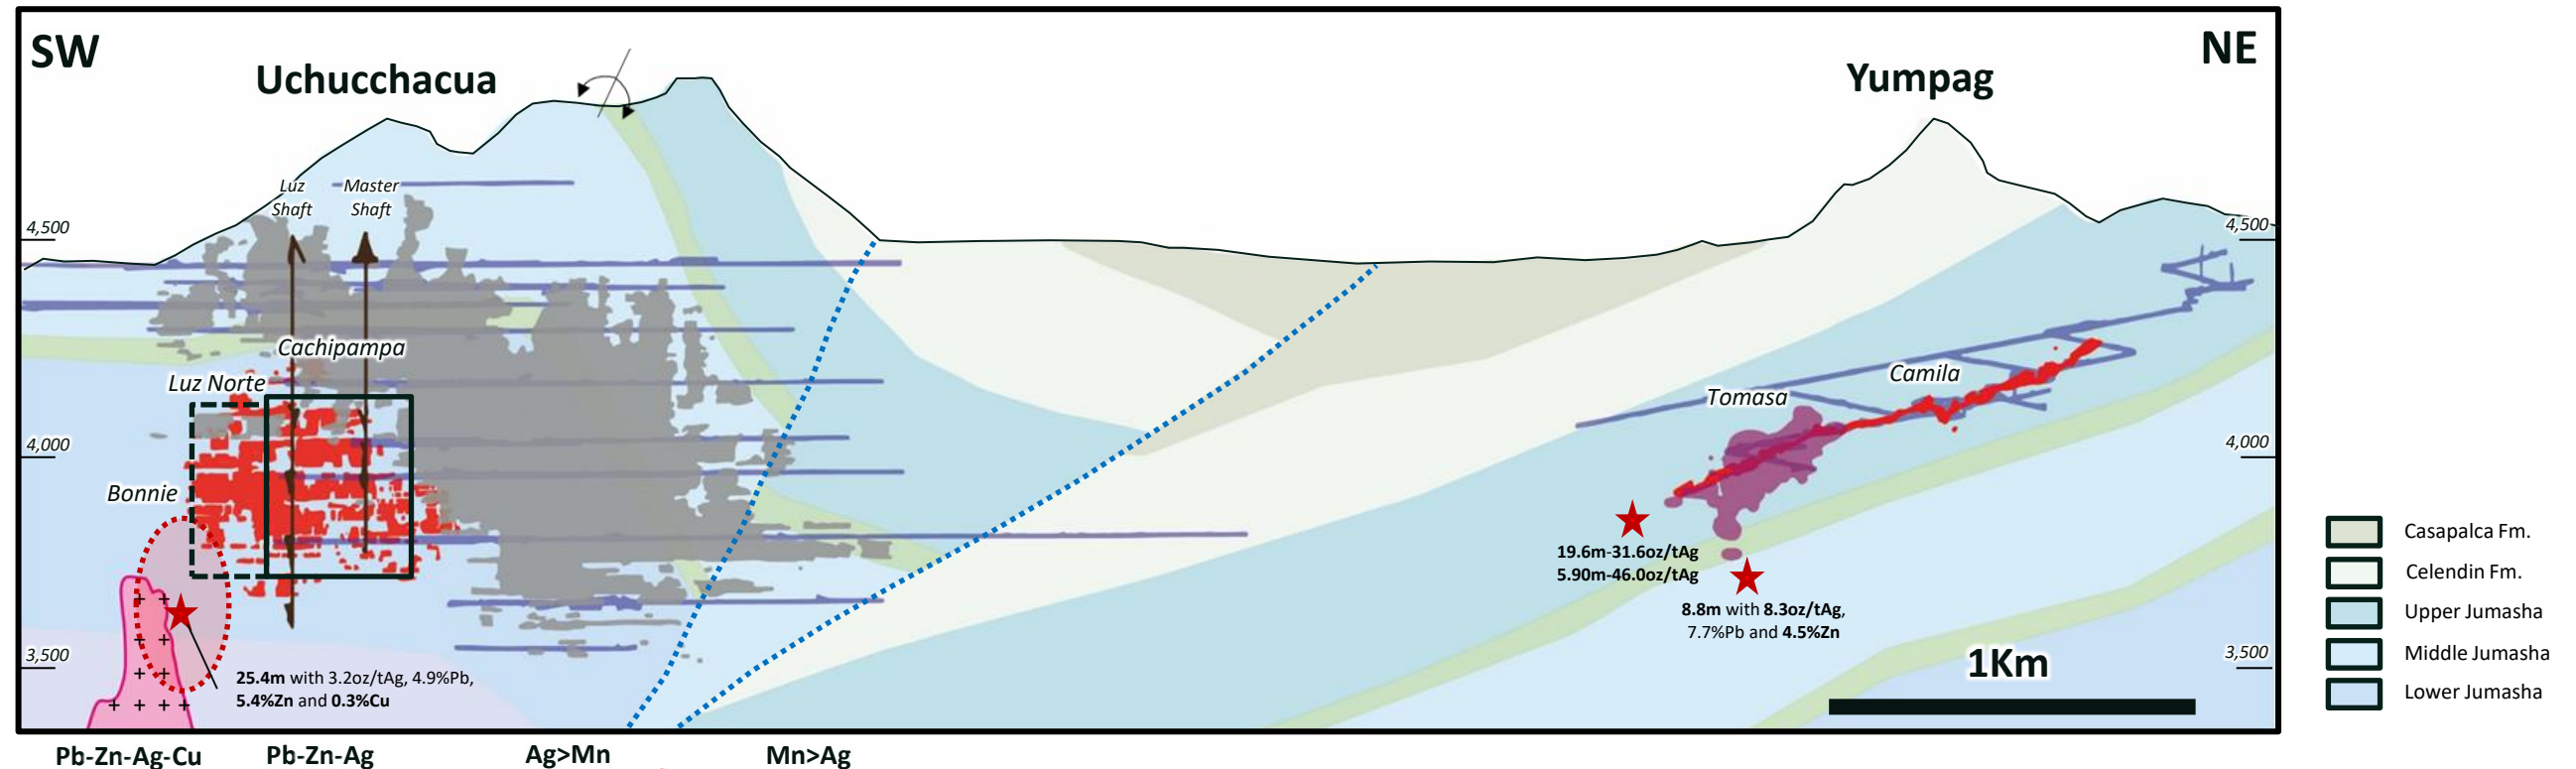 SW
NE
Uchucchacua
Yumpag
Luz
Shaft
Master
Shaft
4,500
4,500
Cachipampa
Luz Norte
Camila
Tomasa
4,000
4,000
Bonnie
19.6m-31.6oz/tAg
5.90m-46.0oz/tAg
8.8m with 8.3oz/tAg,
7.7%Pb and 4.5%Zn
3,500
3,500
1Km
25.4m with 3.2oz/tAg, 4.9%Pb,
5.4%Zn and 0.3%Cu
Pb-Zn-Ag-Cu
Pb-Zn-Ag
Ag>Mn
Mn>Ag
Casapalca Fm.
Celendin Fm.
Upper Jumasha
Middle Jumasha
Lower Jumasha